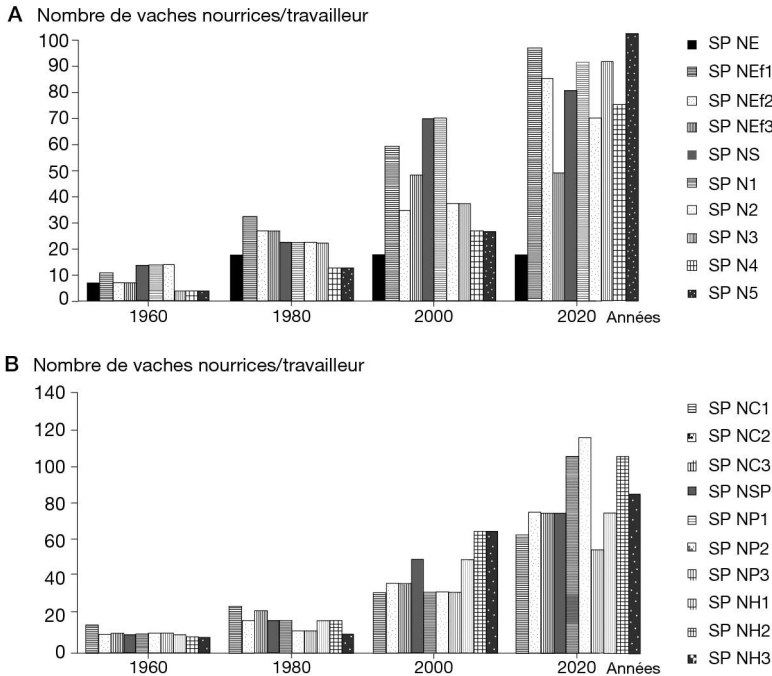 A Nombre de vaches nourrices/travailleur
100
90
80
70
60
50
40
30
20
10
0
1960
1980
2000
2020
Années
SP NE
SP NEf1
SP NEf2
SP NEf3
SP NS
SP N1
SP N2
SP N3
SP N4
SP N5
B Nombre de vaches nourrices/travailleur
140
120
100
80
60
40
20
0
1960
1980
2000
2020
Années
SP NC1
SP NC2
SP NC3
SP NSP
SP NP1
SP NP2
SP NP3
SP NH1
SP NH2
SP NH3